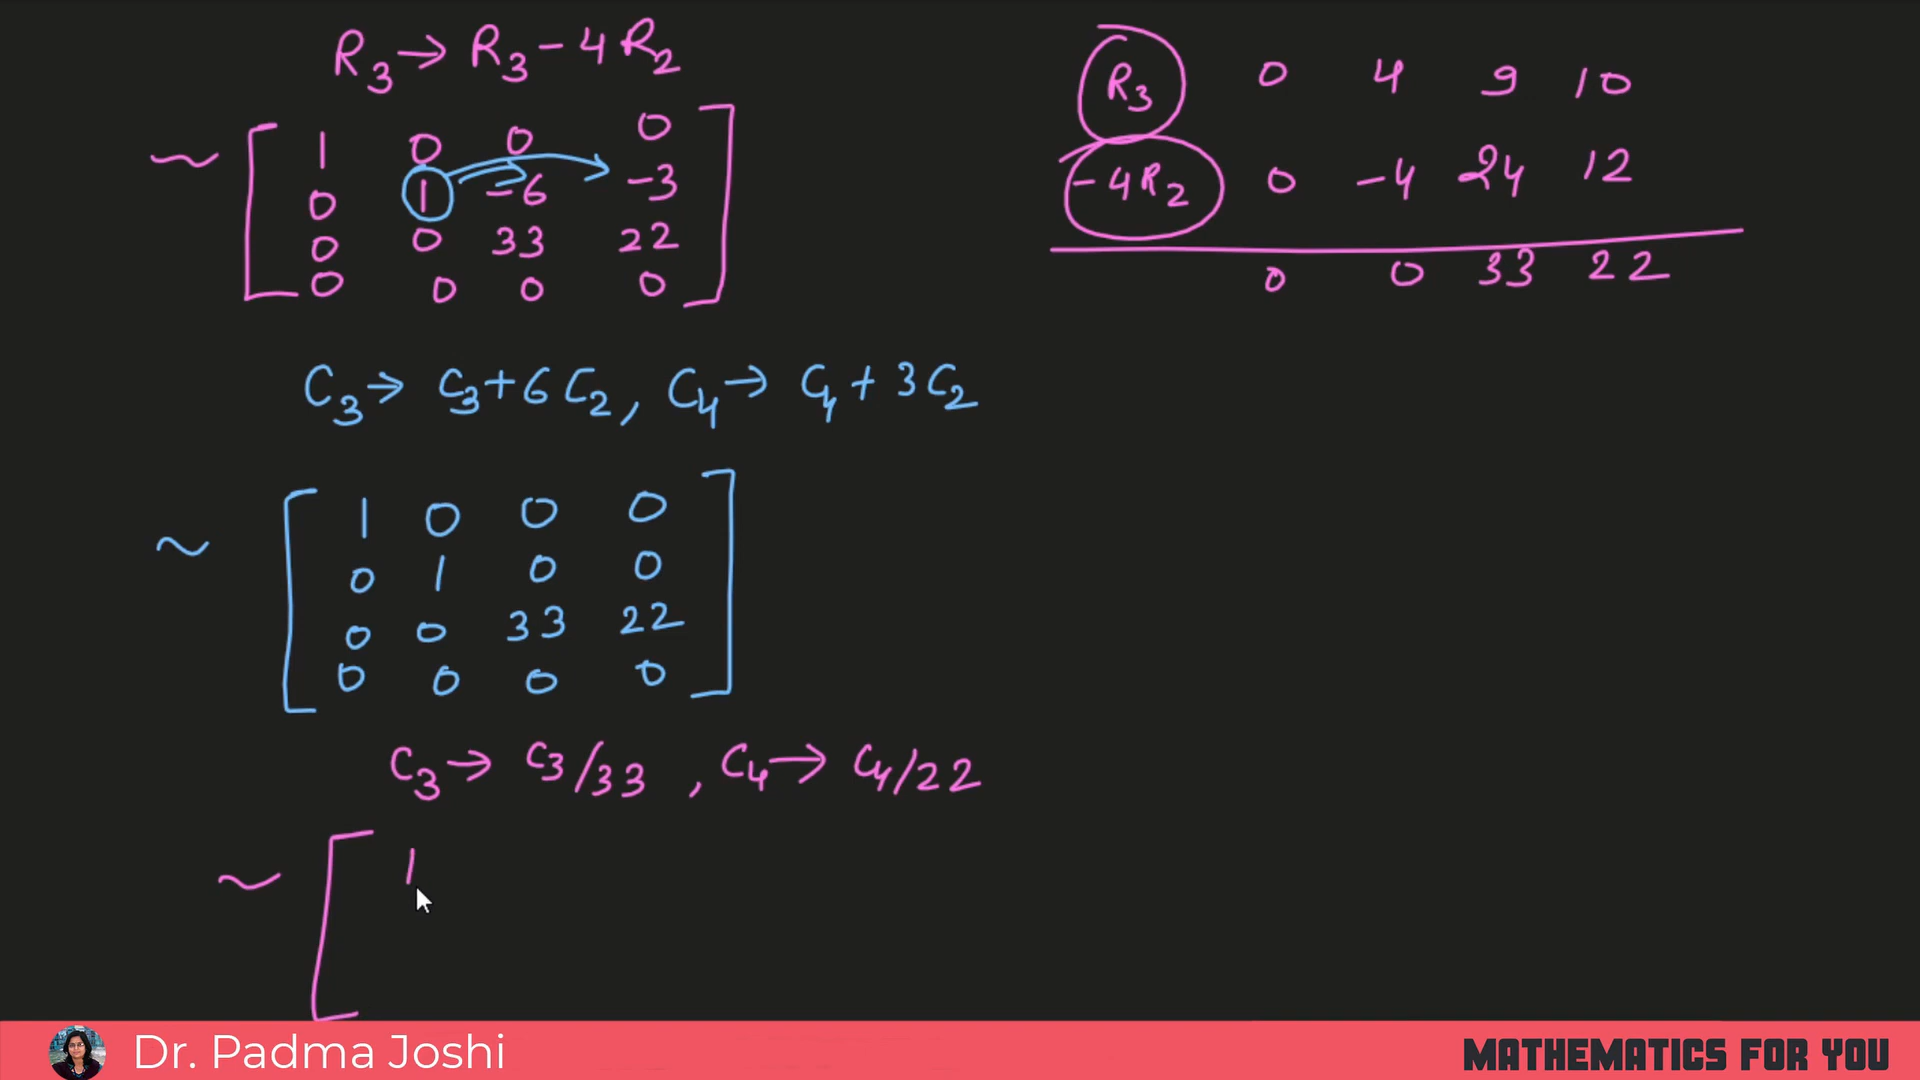 R₃ → R₃ - 4R₂
~ [ 1 0 0 0
0 1 -6 -3
0 0 33 22
0 0 0 0 ]
R₃ 0 4 9 10
-4R₂ 0 -4 24 12
0 0 33 22
C₃ → C₃ + 6C₂, C₄ → C₄ + 3C₂
~ [ 1 0 0 0
0 1 0 0
0 0 33 22
0 0 0 0 ]
C₃ → C₃/33, C₄ → C₄/22
~ [ 1
Dr. Padma Joshi
MATHEMATICS FOR YOU